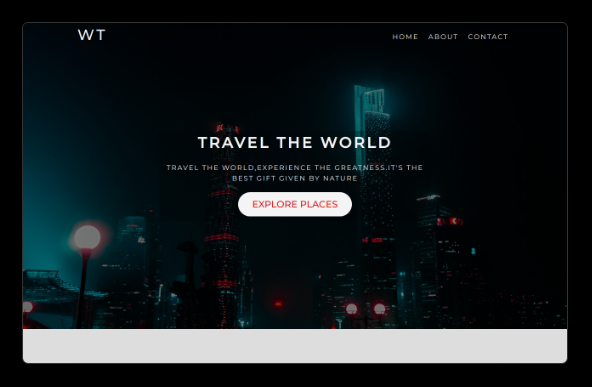 WT
HOME ABOUT CONTACT
TRAVEL THE WORLD
TRAVEL THE WORLD,EXPERIENCE THE GREATNESS.IT'S THE
BEST GIFT GIVEN BY NATURE
EXPLORE PLACES